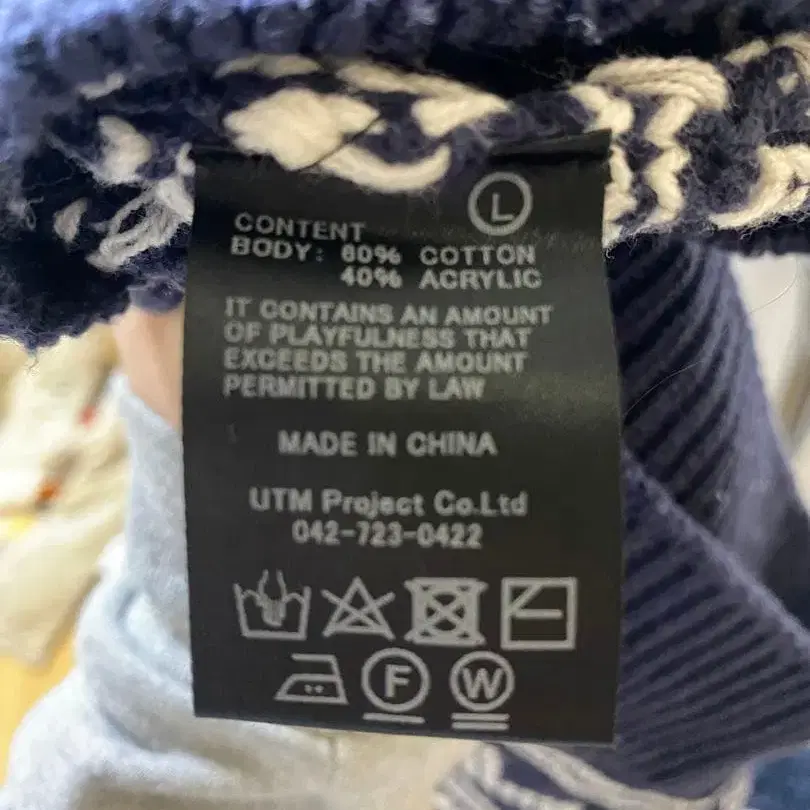 L
CONTENT
BODY: 60% COTTON
40% ACRYLIC
IT CONTAINS AN AMOUNT
OF PLAYFULNESS THAT
EXCEEDS THE AMOUNT
PERMITTED BY LAW
MADE IN CHINA
UTM Project Co.Ltd
042-723-0422
F W